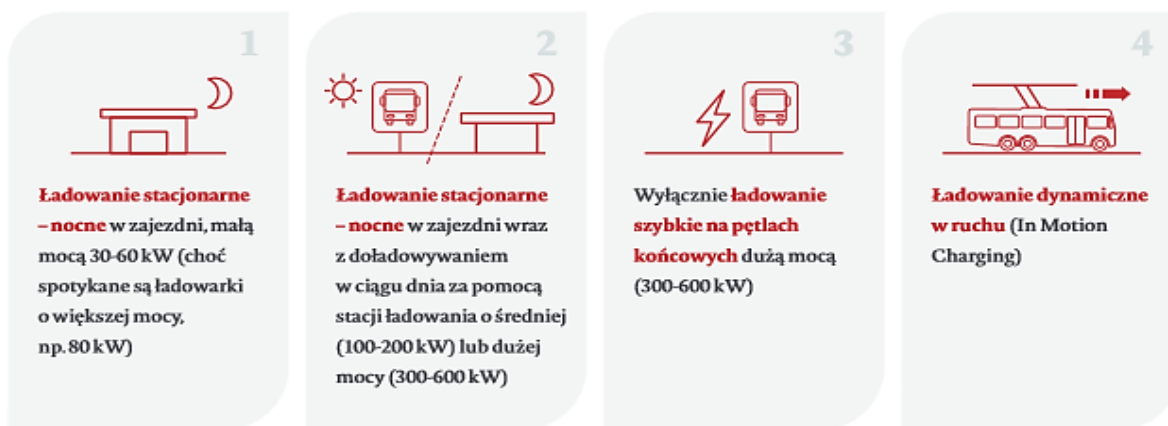 1
Ładowanie stacjonarne
– nocne w zajezdni, małą
mocą 30-60 kW (choć
spotykane są ładowarki
o większej mocy,
np. 80 kW)
2
Ładowanie stacjonarne
– nocne w zajezdni wraz
z doładowywaniem
w ciągu dnia za pomocą
stacji ładowania o średniej
(100-200 kW) lub dużej
mocy (300-600 kW)
3
Wyłącznie ładowanie
szybkie na pętlach
końcowych dużą mocą
(300-600 kW)
4
Ładowanie dynamiczne
w ruchu (In Motion
Charging)